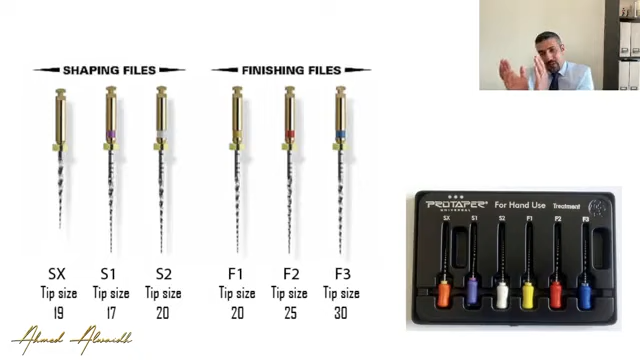 SHAPING FILES
FINISHING FILES
SX
S1
S2
F1
F2
F3
Tip size
Tip size
Tip size
Tip size
Tip size
Tip size
19
17
20
20
25
30
PROTAPER
UNIVERSAL
For Hand Use
Treatment
SX
S1
S2
F1
F2
F3
Ahmed Alwaidh